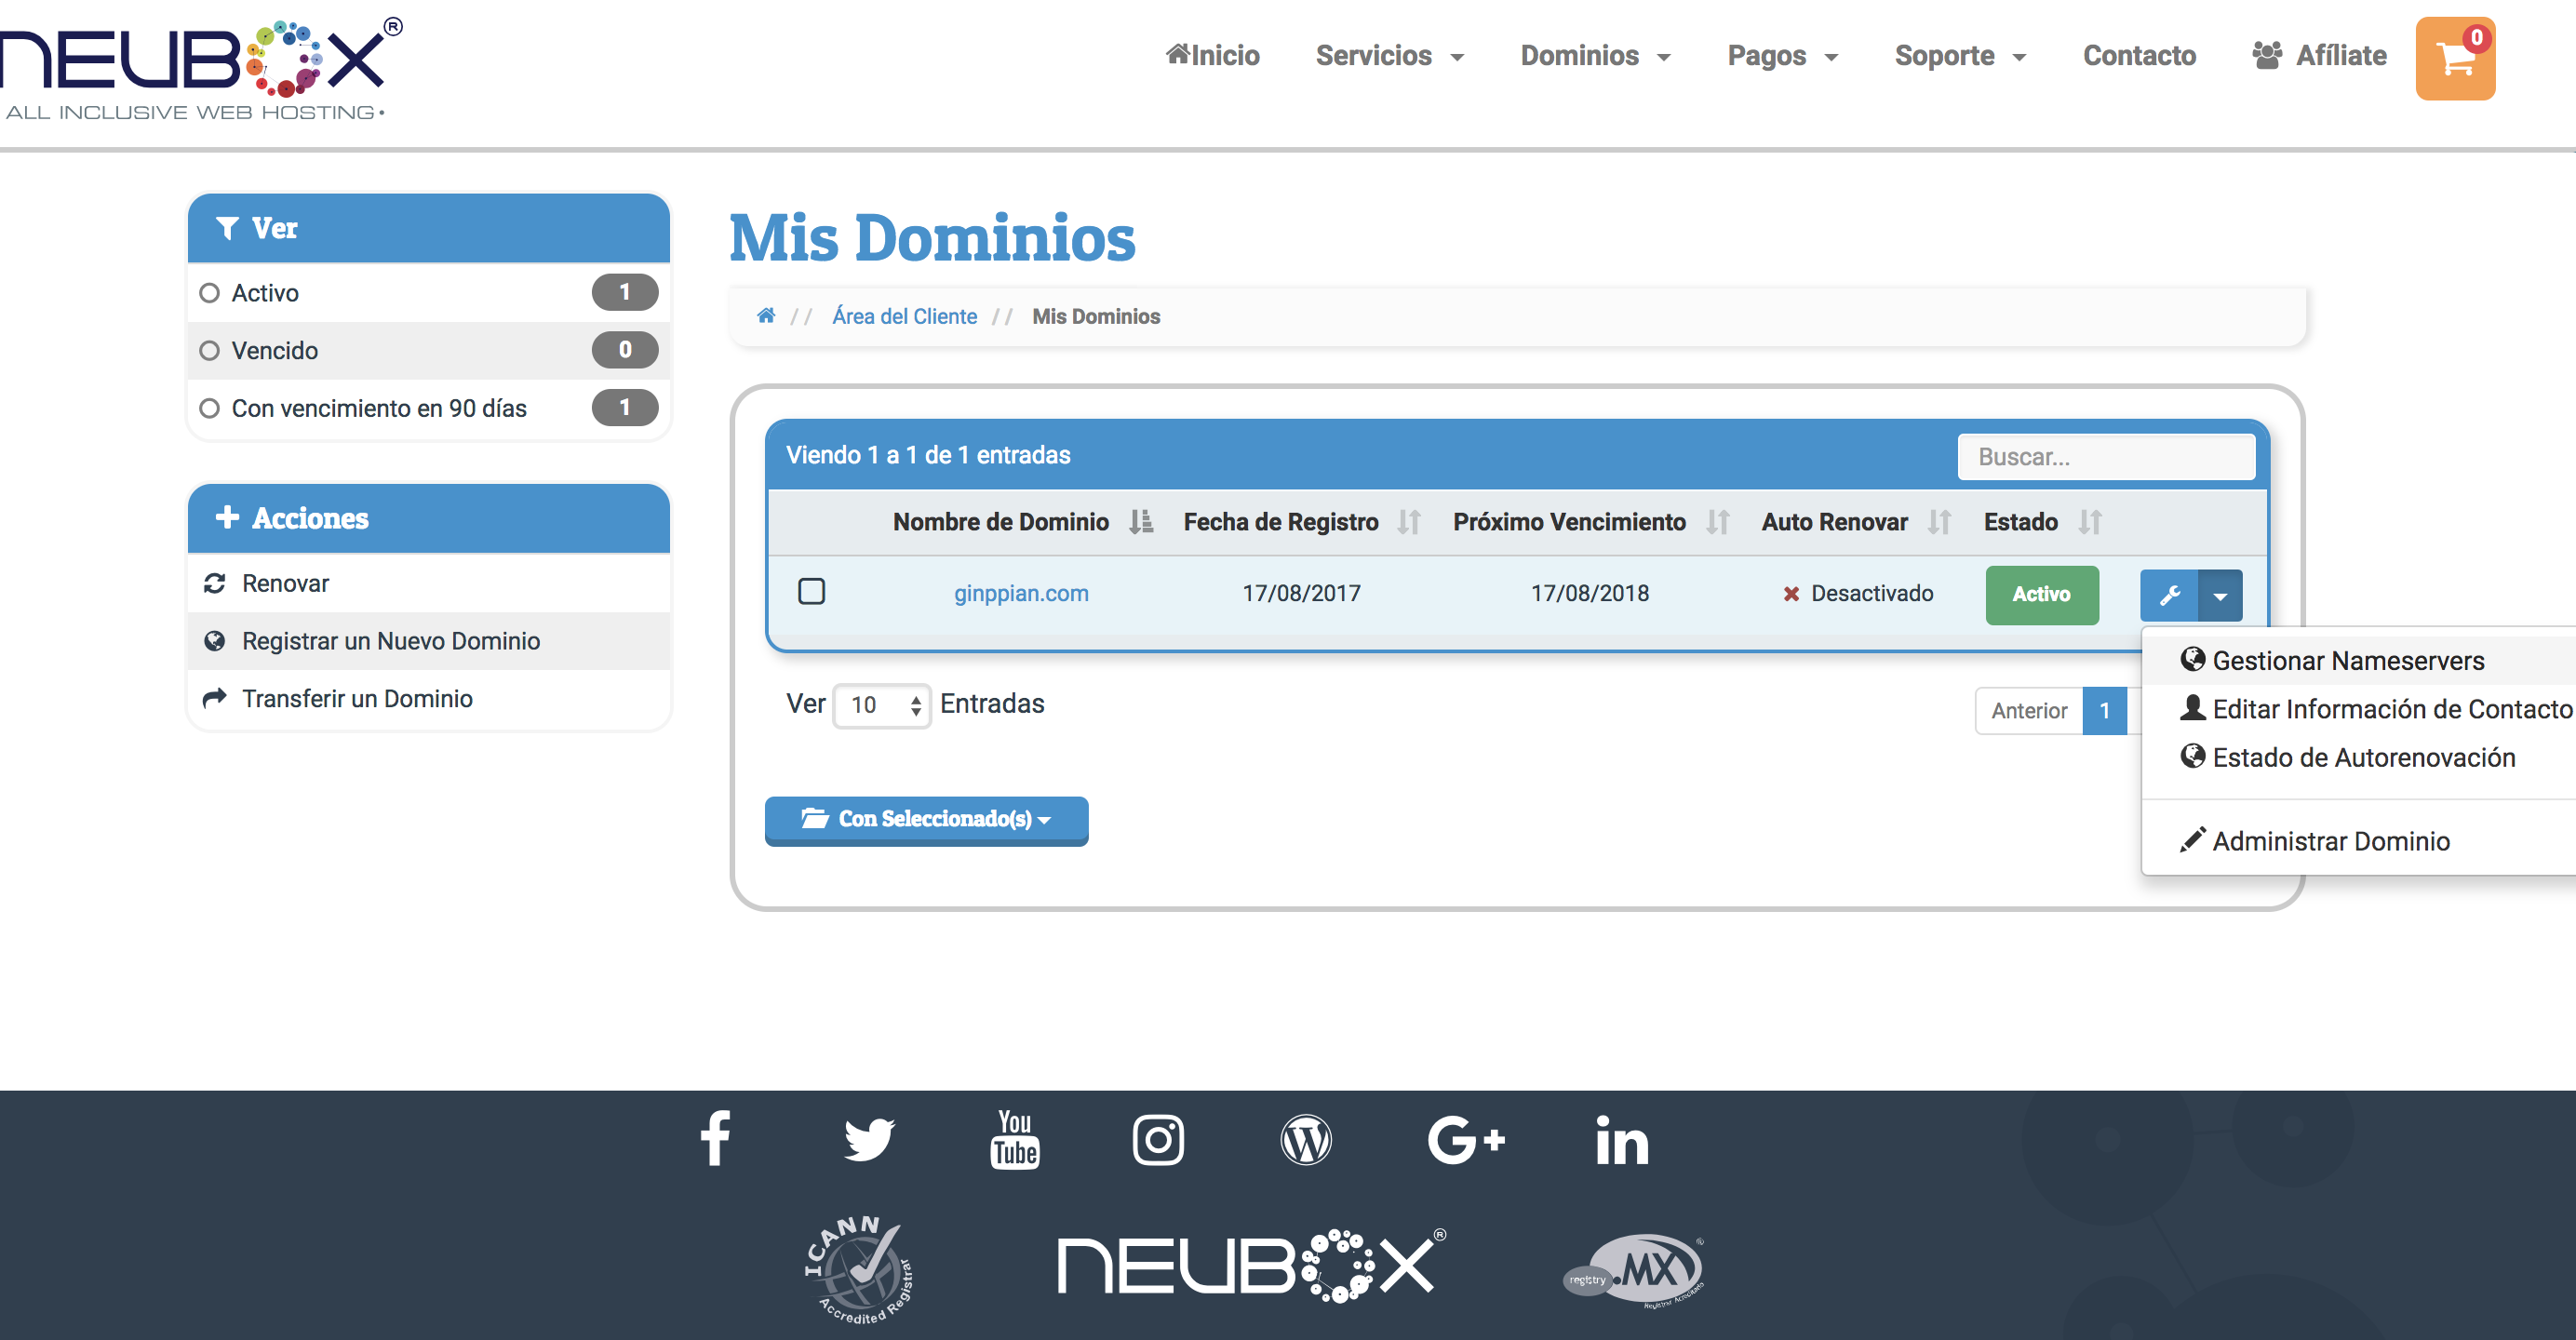 NEUBOX®
ALL INCLUSIVE WEB HOSTING
Inicio Servicios Dominios Pagos Soporte Contacto Afíliate 0
Ver
Activo 1
Vencido 0
Con vencimiento en 90 días 1
Acciones
Renovar
Registrar un Nuevo Dominio
Transferir un Dominio
Mis Dominios
// Área del Cliente // Mis Dominios
Viendo 1 a 1 de 1 entradas Buscar...
Nombre de Dominio Fecha de Registro Próximo Vencimiento Auto Renovar Estado
ginppian.com 17/08/2017 17/08/2018 Desactivado Activo
Gestionar Nameservers
Editar Información de Contacto
Estado de Autorenovación
Administrar Dominio
Ver 10 Entradas
Anterior 1
Con Seleccionado(s)
You
Tube
G+
in
ICANN
Accredited Registrar
NEUBOX®
registry .MX ®
Registrar Acreditado